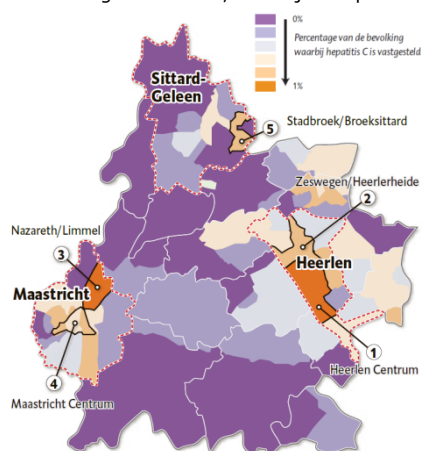 0%
Percentage van de bevolking
waarbij hepatitis C is vastgesteld
1%
Sittard-
Geleen
5
Stadbroek/Broeksittard
Zeswegen/Heerlerheide
2
Nazareth/Limmel
3
Heerlen
Maastricht
4
1
Heerlen Centrum
Maastricht Centrum